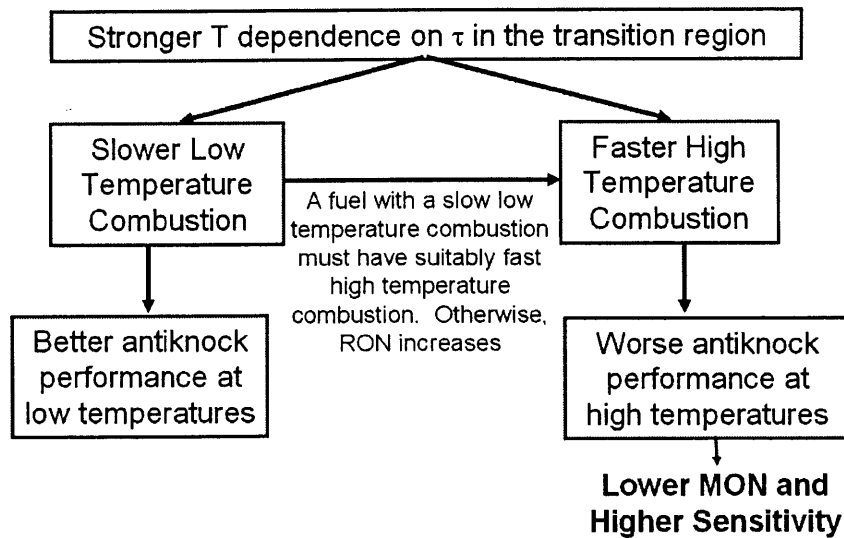 Stronger T dependence on τ in the transition region
Slower Low
Temperature
Combustion
A fuel with a slow low
temperature combustion
must have suitably fast
high temperature
combustion. Otherwise,
RON increases
Faster High
Temperature
Combustion
Better antiknock
performance at
low temperatures
Worse antiknock
performance at
high temperatures
Lower MON and
Higher Sensitivity